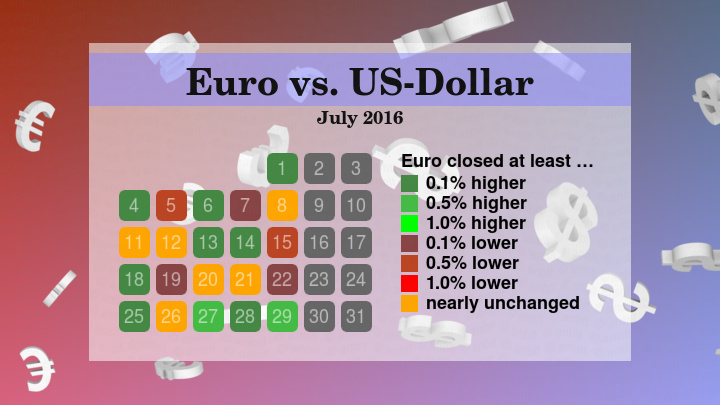 Euro vs. US-Dollar
July 2016
1 2 3
4 5 6 7 8 9 10
11 12 13 14 15 16 17
18 19 20 21 22 23 24
25 26 27 28 29 30 31
Euro closed at least …
0.1% higher
0.5% higher
1.0% higher
0.1% lower
0.5% lower
1.0% lower
nearly unchanged